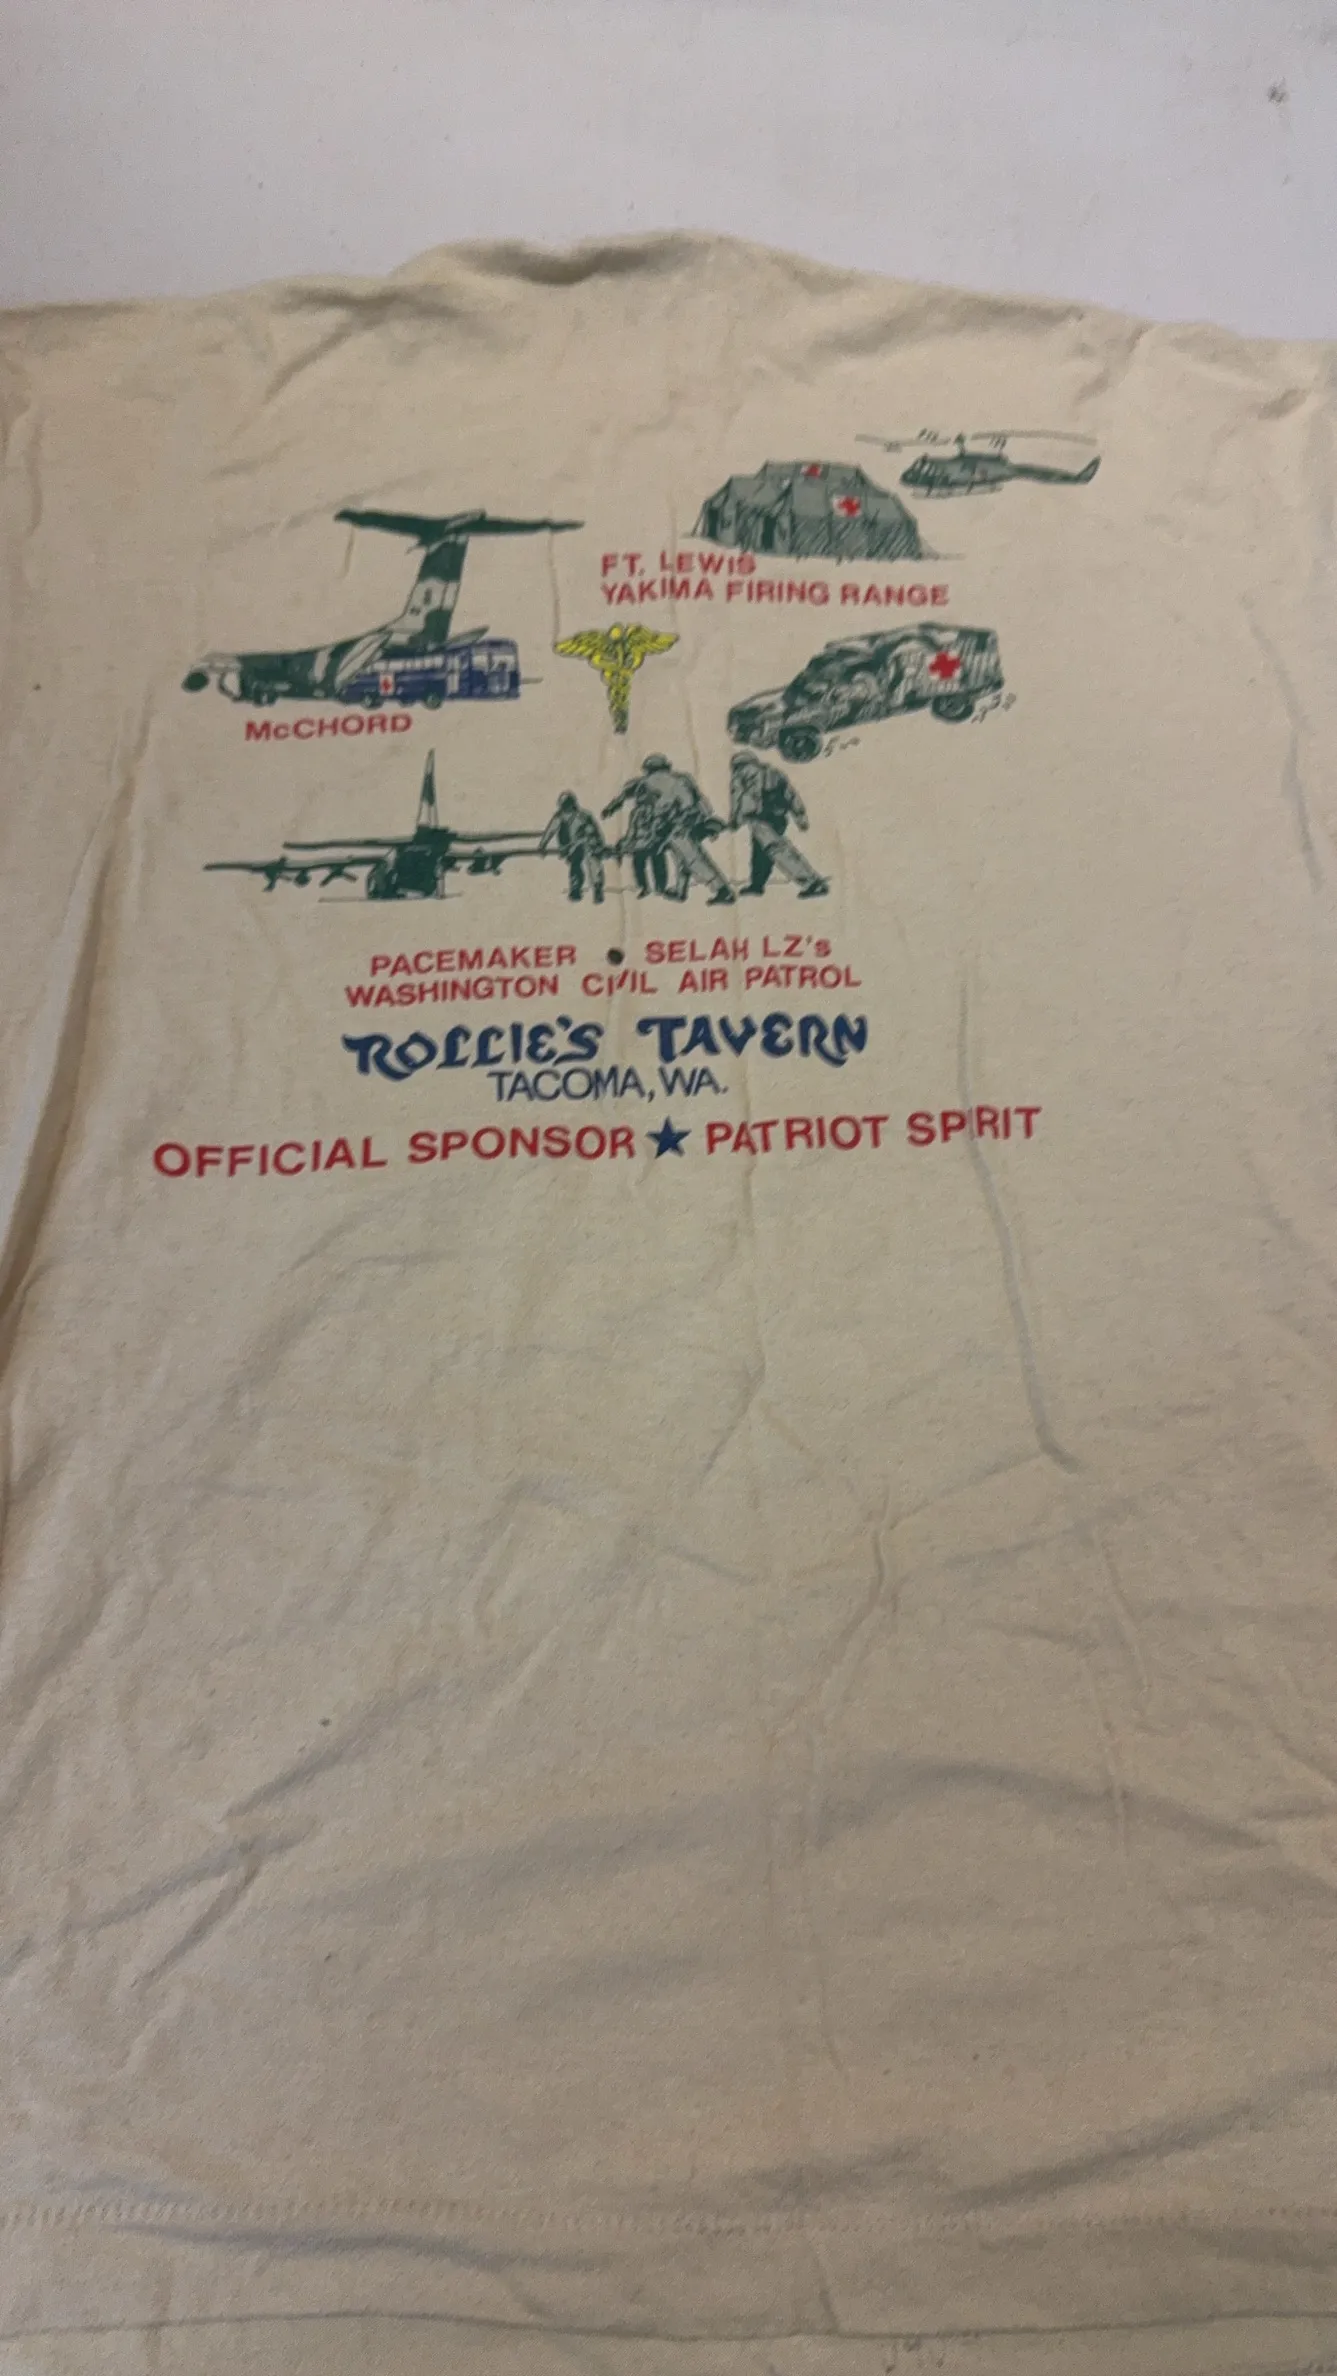 FT. LEWIS
YAKIMA FIRING RANGE
McCHORD
PACEMAKER • SELAH LZ's
WASHINGTON CIVIL AIR PATROL
ROLLIE'S TAVERN
TACOMA, WA.
OFFICIAL SPONSOR ★ PATRIOT SPIRIT